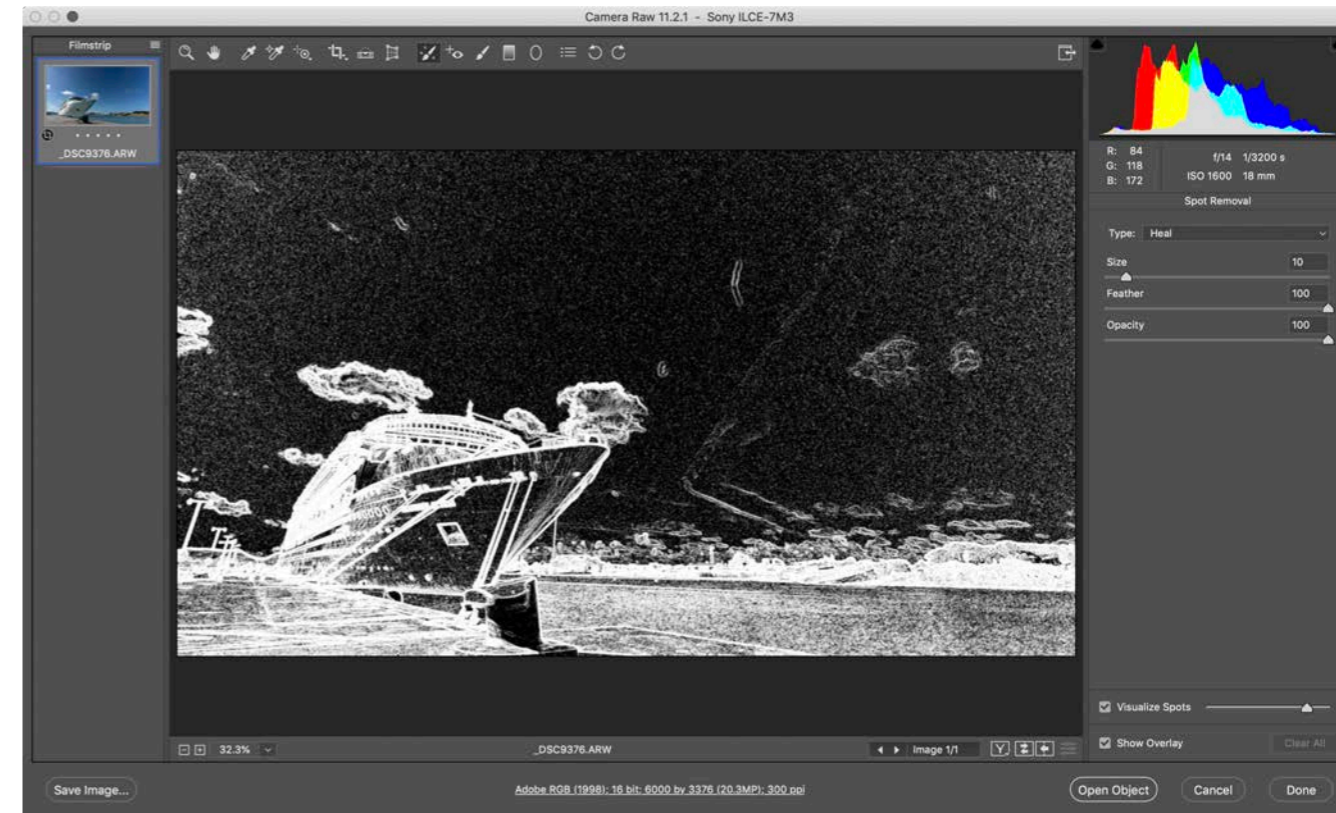 Camera Raw 11.2.1 - Sony ILCE-7M3
Filmstrip
_DSC9376.ARW
R: 84
G: 118
B: 172
f/14 1/3200 s
ISO 1600 18 mm
Spot Removal
Type: Heal
Size 10
Feather 100
Opacity 100
Visualize Spots
Show Overlay Clear All
32.3% _DSC9376.ARW Image 1/1 Y
Save Image... Adobe RGB (1998); 16 bit; 6000 by 3376 (20.3MP); 300 ppi Open Object Cancel Done